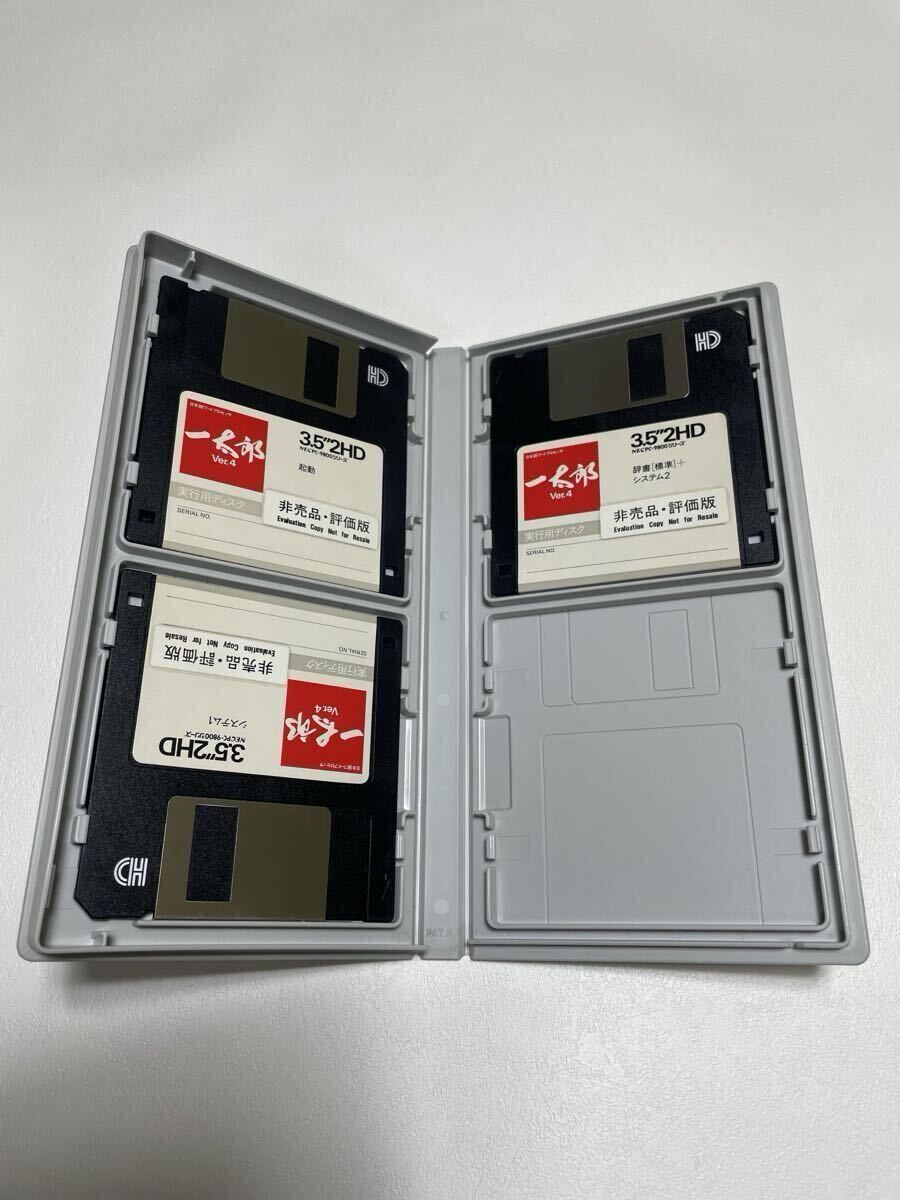 HD
日本語ワードプロセッサ
一太郎
Ver.4
3.5"2HD
NEC PC-9800シリーズ
起動
実行用ディスク
SERIAL NO.
非売品・評価版
Evaluation Copy Not for Resale
HD
日本語ワードプロセッサ
一太郎
Ver.4
3.5"2HD
NEC PC-9800シリーズ
辞書[標準]+
システム2
実行用ディスク
SERIAL NO.
非売品・評価版
Evaluation Copy Not for Resale
HD
日本語ワードプロセッサ
一太郎
Ver.4
3.5"2HD
NEC PC-9800シリーズ
システム1
実行用ディスク
SERIAL NO.
非売品・評価版
Evaluation Copy Not for Resale